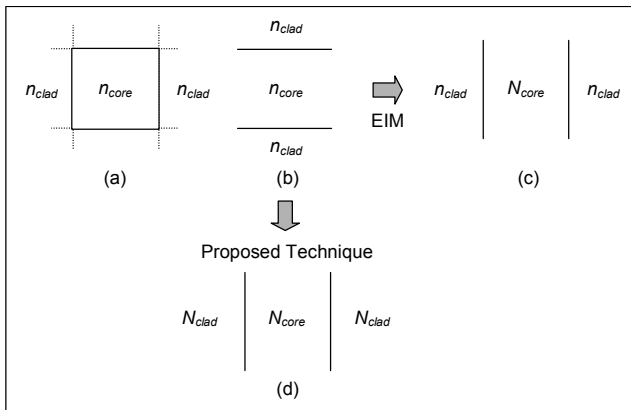 n_clad
n_clad n_core n_clad
n_core
n_clad N_core n_clad
EIM
n_clad
(a) (b) (c)
Proposed Technique
N_clad N_core N_clad
(d)